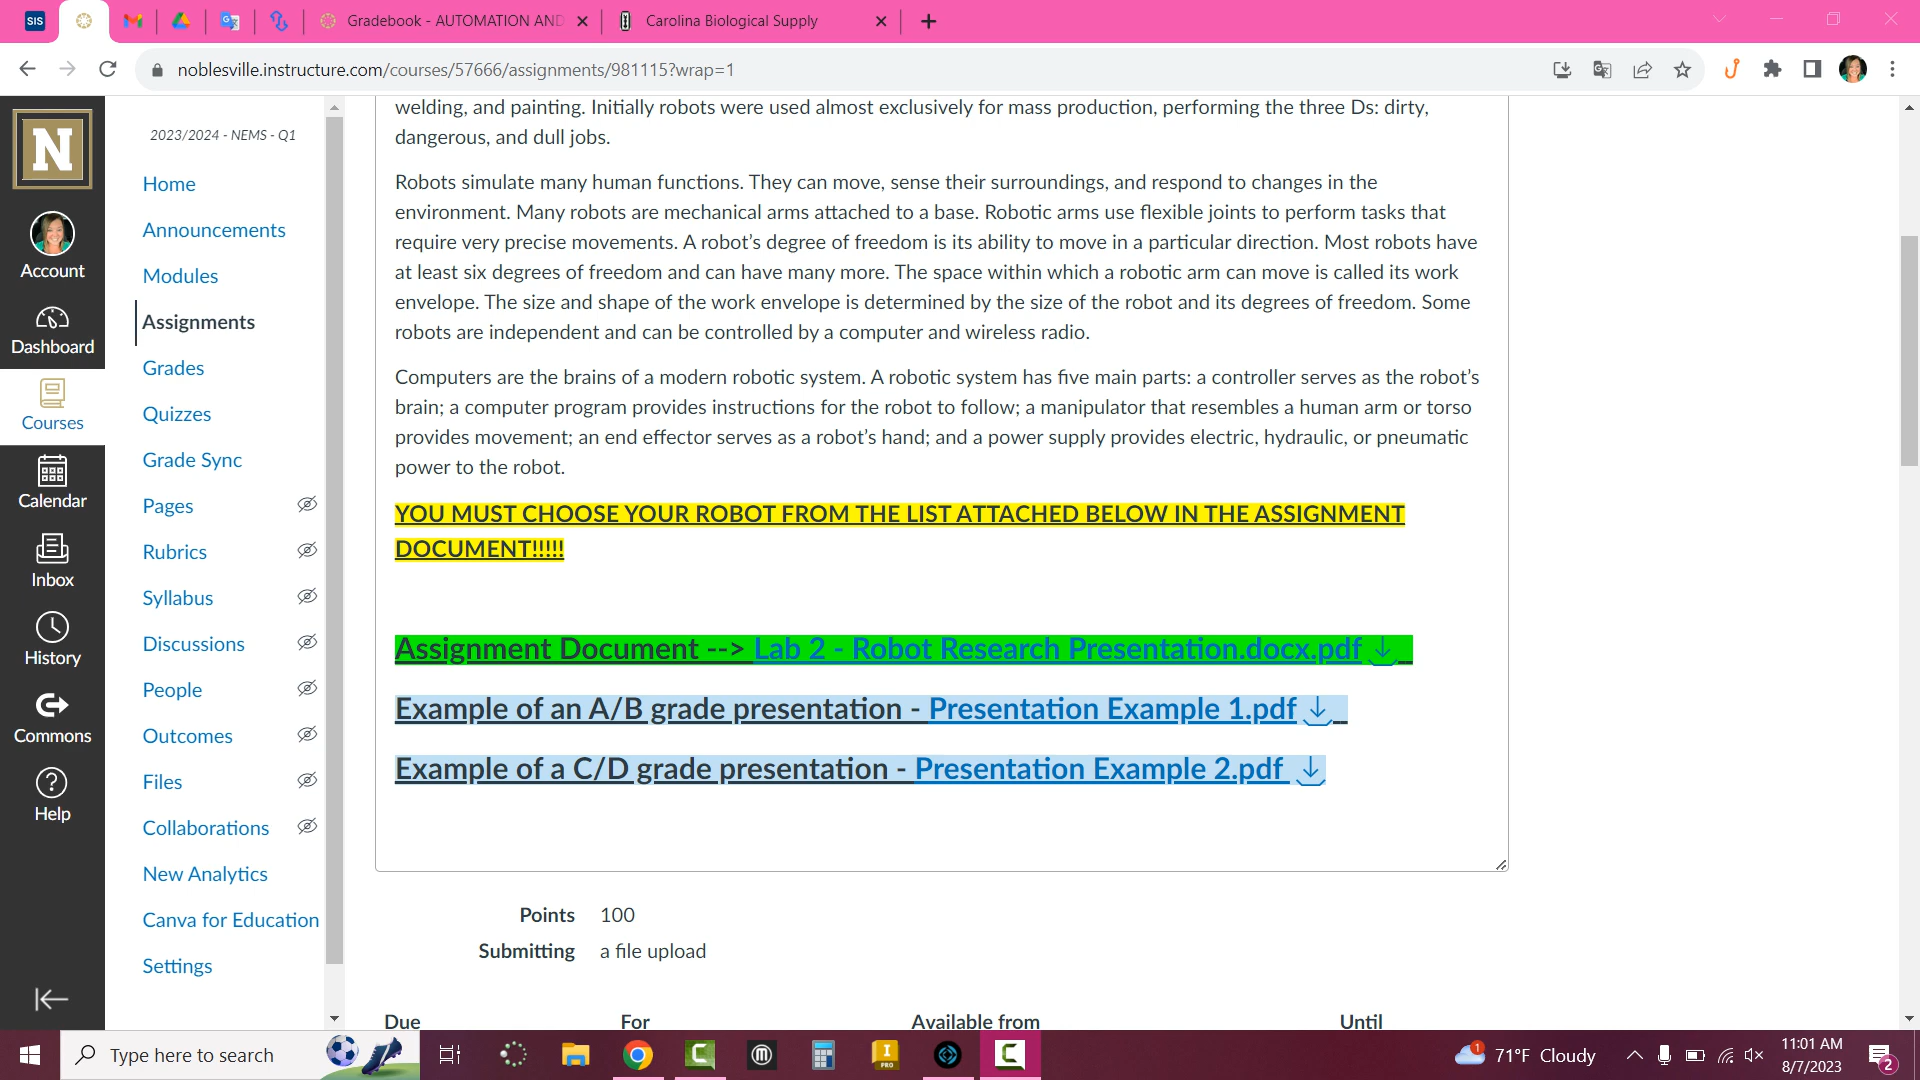 SIS
Gradebook - AUTOMATION AND
Carolina Biological Supply
noblesville.instructure.com/courses/57666/assignments/981115?wrap=1
N
Account
Dashboard
Courses
Calendar
Inbox
History
Commons
Help
2023/2024 - NEMS - Q1
Home
Announcements
Modules
Assignments
Grades
Quizzes
Grade Sync
Pages
Rubrics
Syllabus
Discussions
People
Outcomes
Files
Collaborations
New Analytics
Canva for Education
Settings
welding, and painting. Initially robots were used almost exclusively for mass production, performing the three Ds: dirty,
dangerous, and dull jobs.
Robots simulate many human functions. They can move, sense their surroundings, and respond to changes in the
environment. Many robots are mechanical arms attached to a base. Robotic arms use flexible joints to perform tasks that
require very precise movements. A robot’s degree of freedom is its ability to move in a particular direction. Most robots have
at least six degrees of freedom and can have many more. The space within which a robotic arm can move is called its work
envelope. The size and shape of the work envelope is determined by the size of the robot and its degrees of freedom. Some
robots are independent and can be controlled by a computer and wireless radio.
Computers are the brains of a modern robotic system. A robotic system has five main parts: a controller serves as the robot’s
brain; a computer program provides instructions for the robot to follow; a manipulator that resembles a human arm or torso
provides movement; an end effector serves as a robot’s hand; and a power supply provides electric, hydraulic, or pneumatic
power to the robot.
YOU MUST CHOOSE YOUR ROBOT FROM THE LIST ATTACHED BELOW IN THE ASSIGNMENT
DOCUMENT!!!!!
Assignment Document --> Lab 2 - Robot Research Presentation.docx.pdf
Example of an A/B grade presentation - Presentation Example 1.pdf
Example of a C/D grade presentation - Presentation Example 2.pdf
Points 100
Submitting a file upload
Due For Available from Until
Type here to search
I PRO
71°F Cloudy
11:01 AM
8/7/2023
2